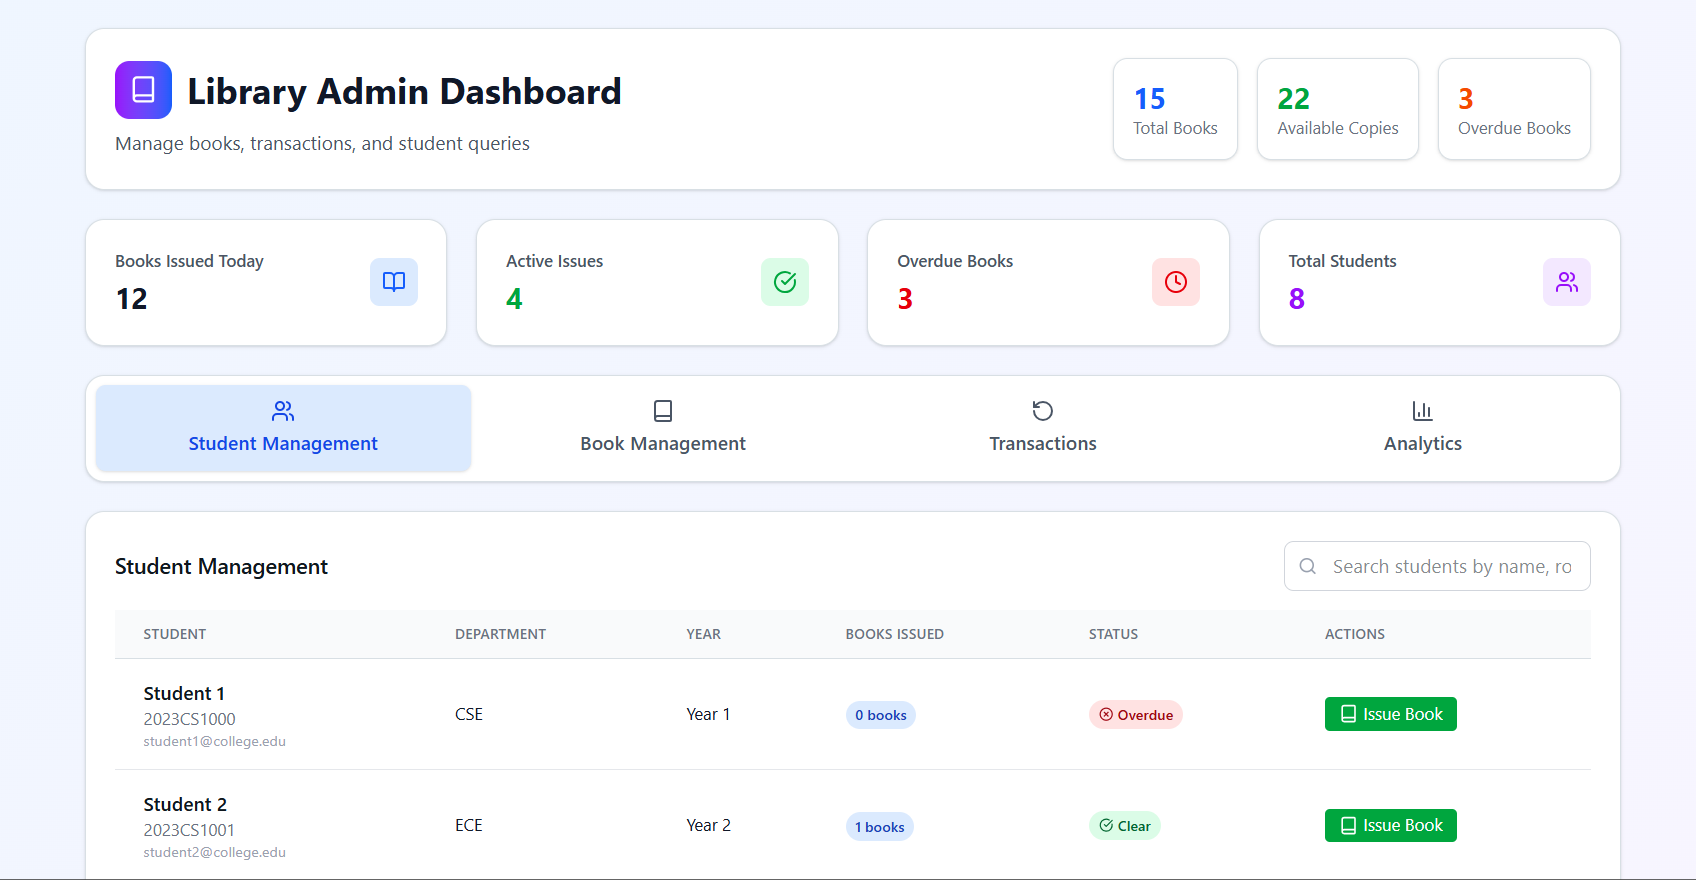 Library Admin Dashboard
Manage books, transactions, and student queries
15
Total Books
22
Available Copies
3
Overdue Books
Books Issued Today
12
Active Issues
4
Overdue Books
3
Total Students
8
Student Management
Book Management
Transactions
Analytics
Student Management
Search students by name, ro
STUDENT DEPARTMENT YEAR BOOKS ISSUED STATUS ACTIONS
Student 1
2023CS1000
student1@college.edu
CSE
Year 1
0 books
Overdue
Issue Book
Student 2
2023CS1001
student2@college.edu
ECE
Year 2
1 books
Clear
Issue Book